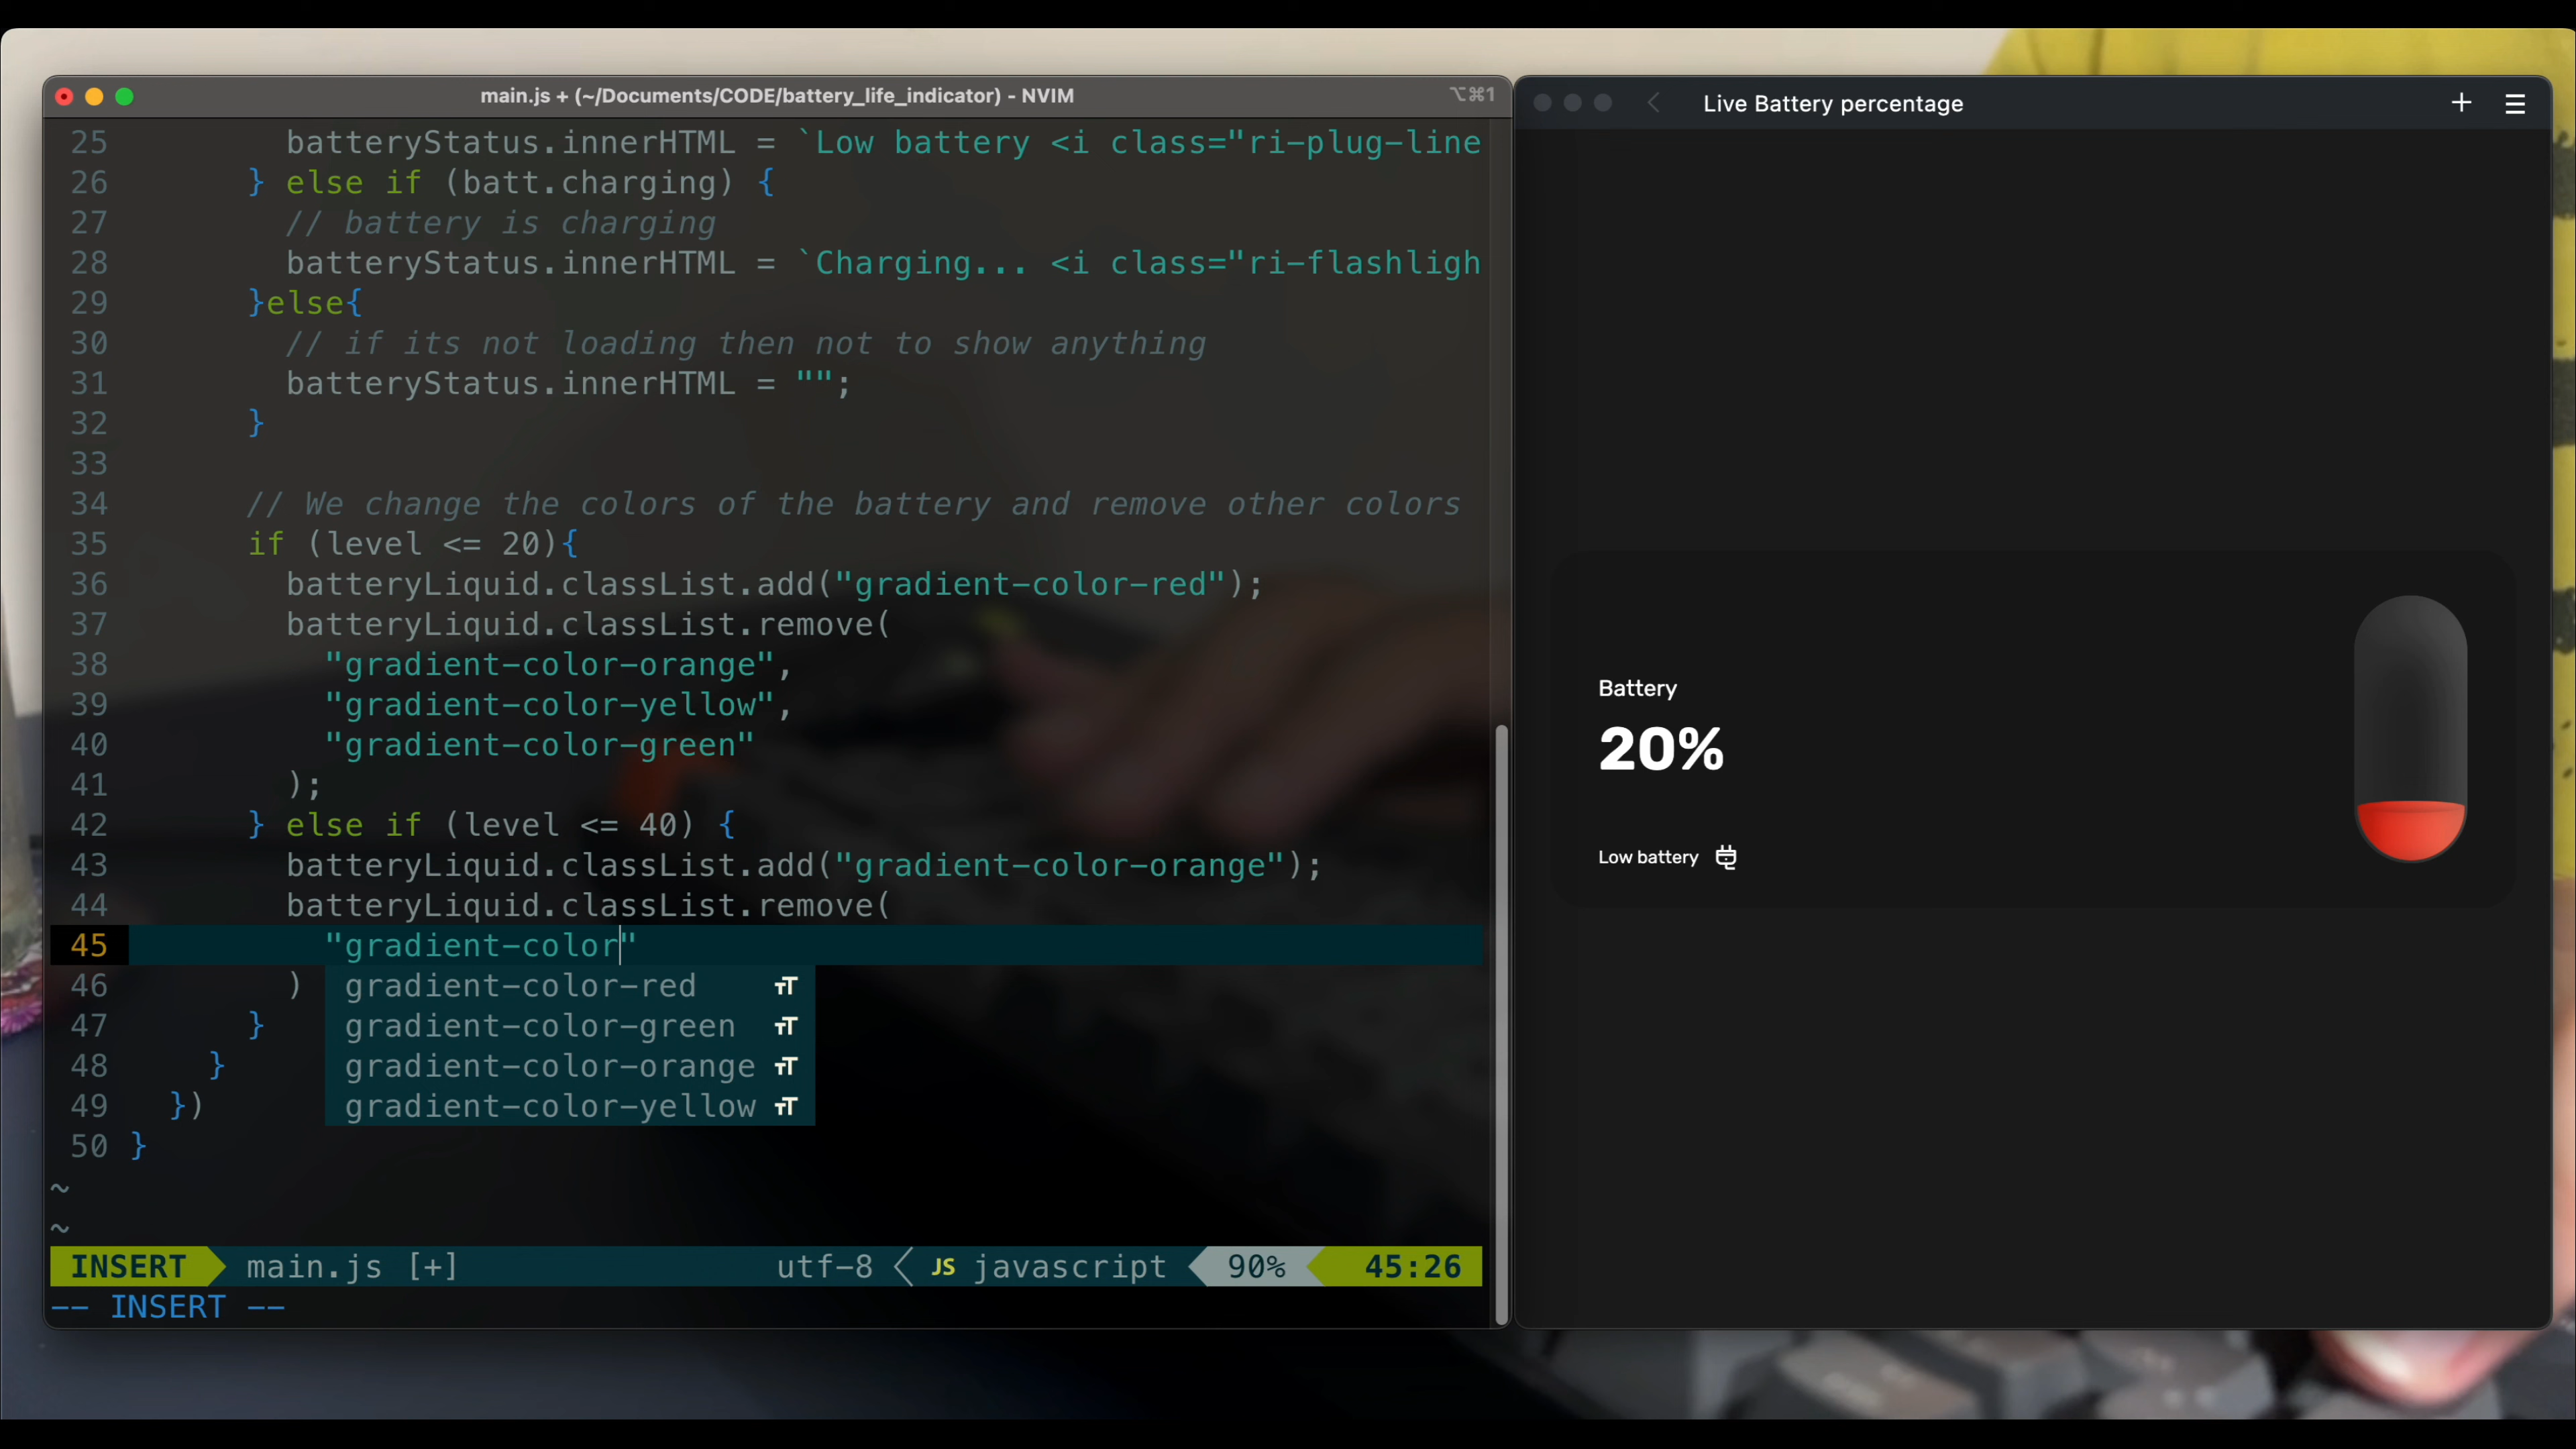 main.js + (~/Documents/CODE/battery_life_indicator) - NVIM
⌥⌘1
25 batteryStatus.innerHTML = `Low battery <i class="ri-plug-line
26 } else if (batt.charging) {
27 // battery is charging
28 batteryStatus.innerHTML = `Charging... <i class="ri-flashligh
29 }else{
30 // if its not loading then not to show anything
31 batteryStatus.innerHTML = "";
32 }
33
34 // We change the colors of the battery and remove other colors
35 if (level <= 20){
36 batteryLiquid.classList.add("gradient-color-red");
37 batteryLiquid.classList.remove(
38 "gradient-color-orange",
39 "gradient-color-yellow",
40 "gradient-color-green"
41 );
42 } else if (level <= 40) {
43 batteryLiquid.classList.add("gradient-color-orange");
44 batteryLiquid.classList.remove(
45 "gradient-color"
46 ) gradient-color-red
47 } gradient-color-green
48 } gradient-color-orange
49 }) gradient-color-yellow
50 }
~
~
INSERT main.js [+] utf-8 JS javascript 90% 45:26
-- INSERT --
Live Battery percentage
Battery
20%
Low battery